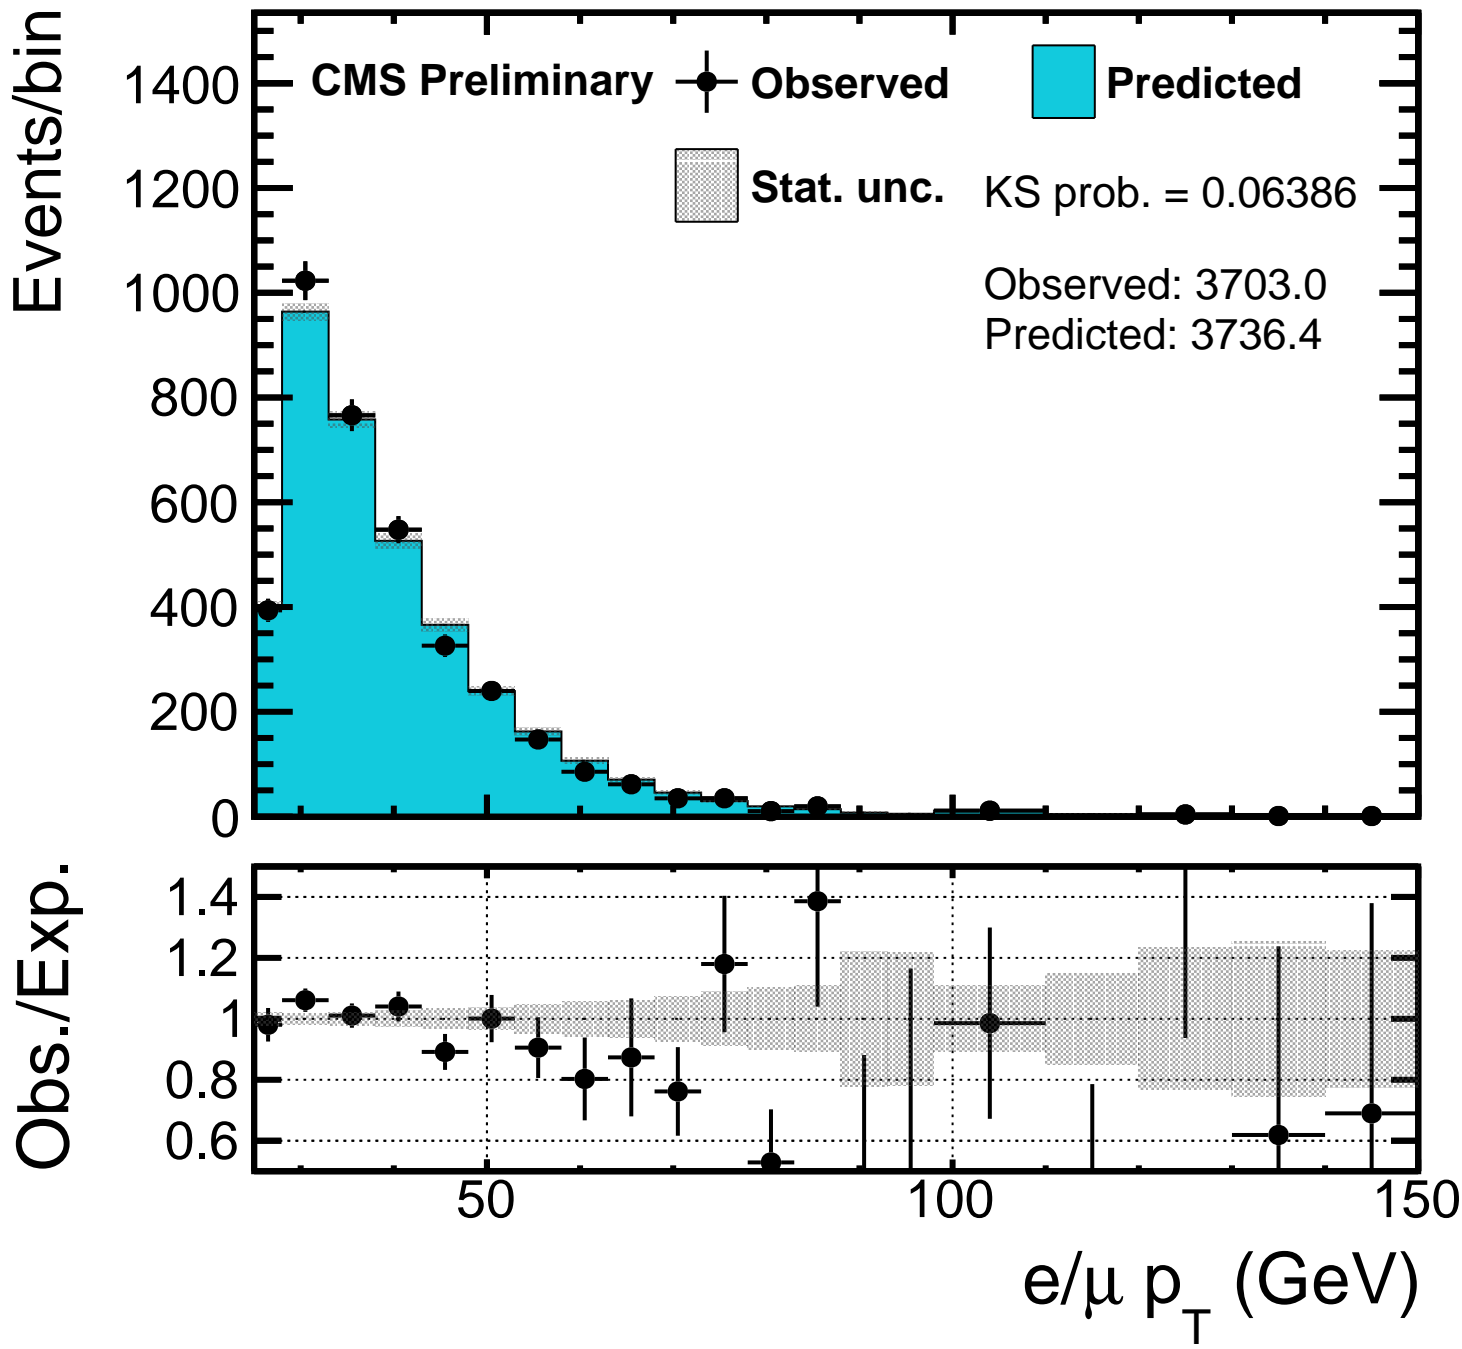 Events/bin
1400
1200
1000
800
600
400
200
0
CMS Preliminary
Observed
Predicted
Stat. unc.
KS prob. = 0.06386
Observed: 3703.0
Predicted: 3736.4
Obs./Exp.
1.4
1.2
1
0.8
0.6
50
100
150
e/μ p_T (GeV)